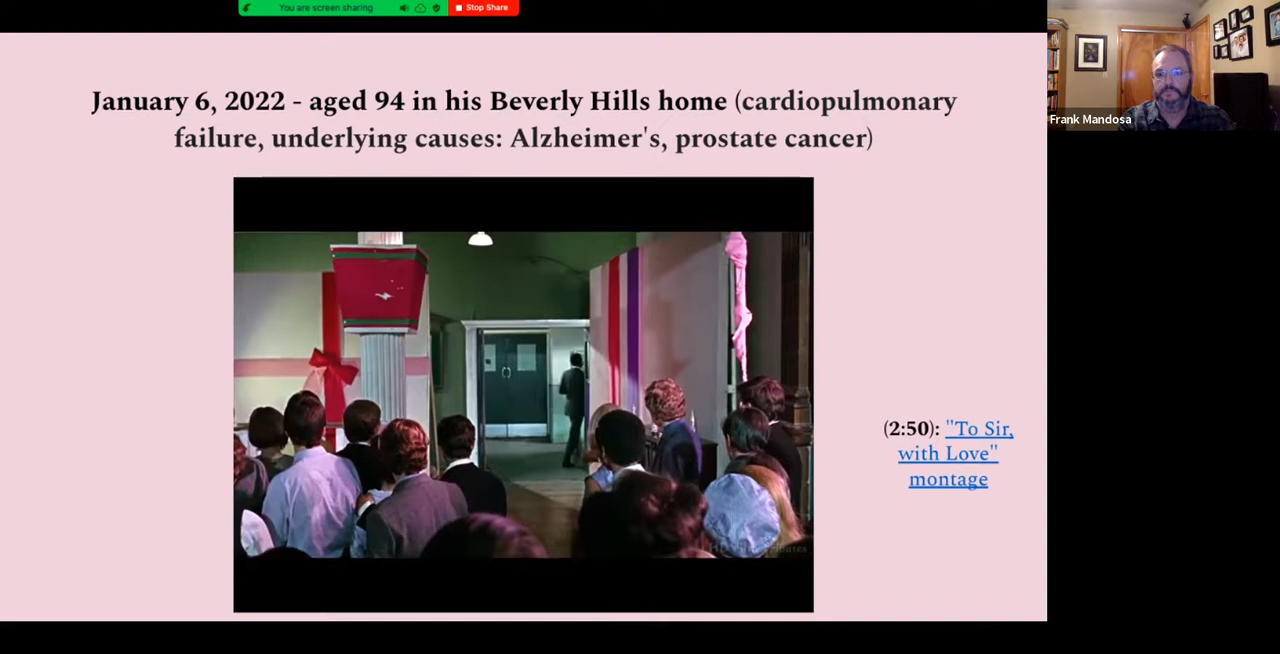 You are screen sharing
Stop Share
January 6, 2022 - aged 94 in his Beverly Hills home (cardiopulmonary
failure, underlying causes: Alzheimer's, prostate cancer)
Frank Mandosa
(2:50): "To Sir,
with Love"
montage